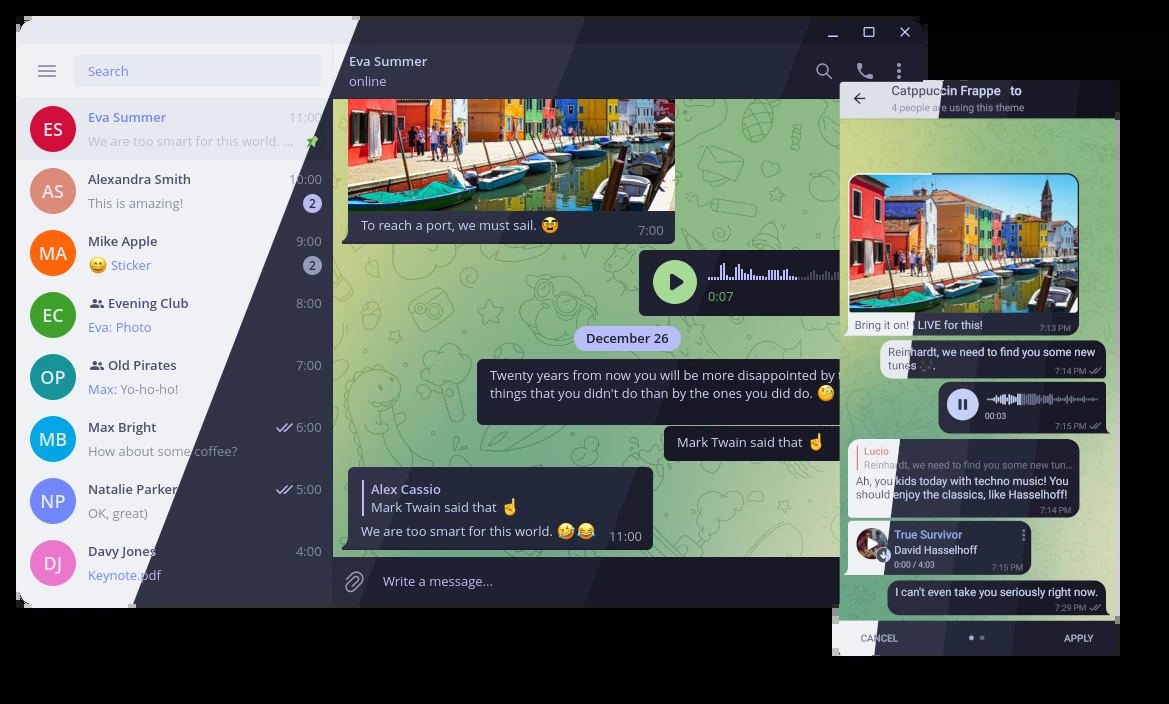 Search
ES
Eva Summer 11:00
We are too smart for this world. ...
AS
Alexandra Smith 10:00
This is amazing! 2
MA
Mike Apple 9:00
😄 Sticker 2
EC
Evening Club 8:00
Eva: Photo
OP
Old Pirates 7:00
Max: Yo-ho-ho!
MB
Max Bright 6:00
How about some coffee?
NP
Natalie Parker 5:00
OK, great)
DJ
Davy Jones 4:00
Keynote.pdf
Eva Summer
online
To reach a port, we must sail. 🤠 7:00
0:07
December 26
Twenty years from now you will be more disappointed by
things that you didn't do than by the ones you did do. 🧐
Mark Twain said that ☝️
Alex Cassio
Mark Twain said that ☝️
We are too smart for this world. 🤣😂 11:00
Write a message...
Catppuccin Frappe to
4 people are using this theme
Bring it on! I LIVE for this! 7:13 PM
Reinhardt, we need to find you some new
tunes 🎶. 7:14 PM
00:03 7:15 PM
Lucio
Reinhardt, we need to find you some new tun...
Ah, you kids today with techno music! You
should enjoy the classics, like Hasselhoff!
7:14 PM
True Survivor
David Hasselhoff
0:00 / 4:03 7:15 PM
I can't even take you seriously right now.
7:29 PM
CANCEL APPLY